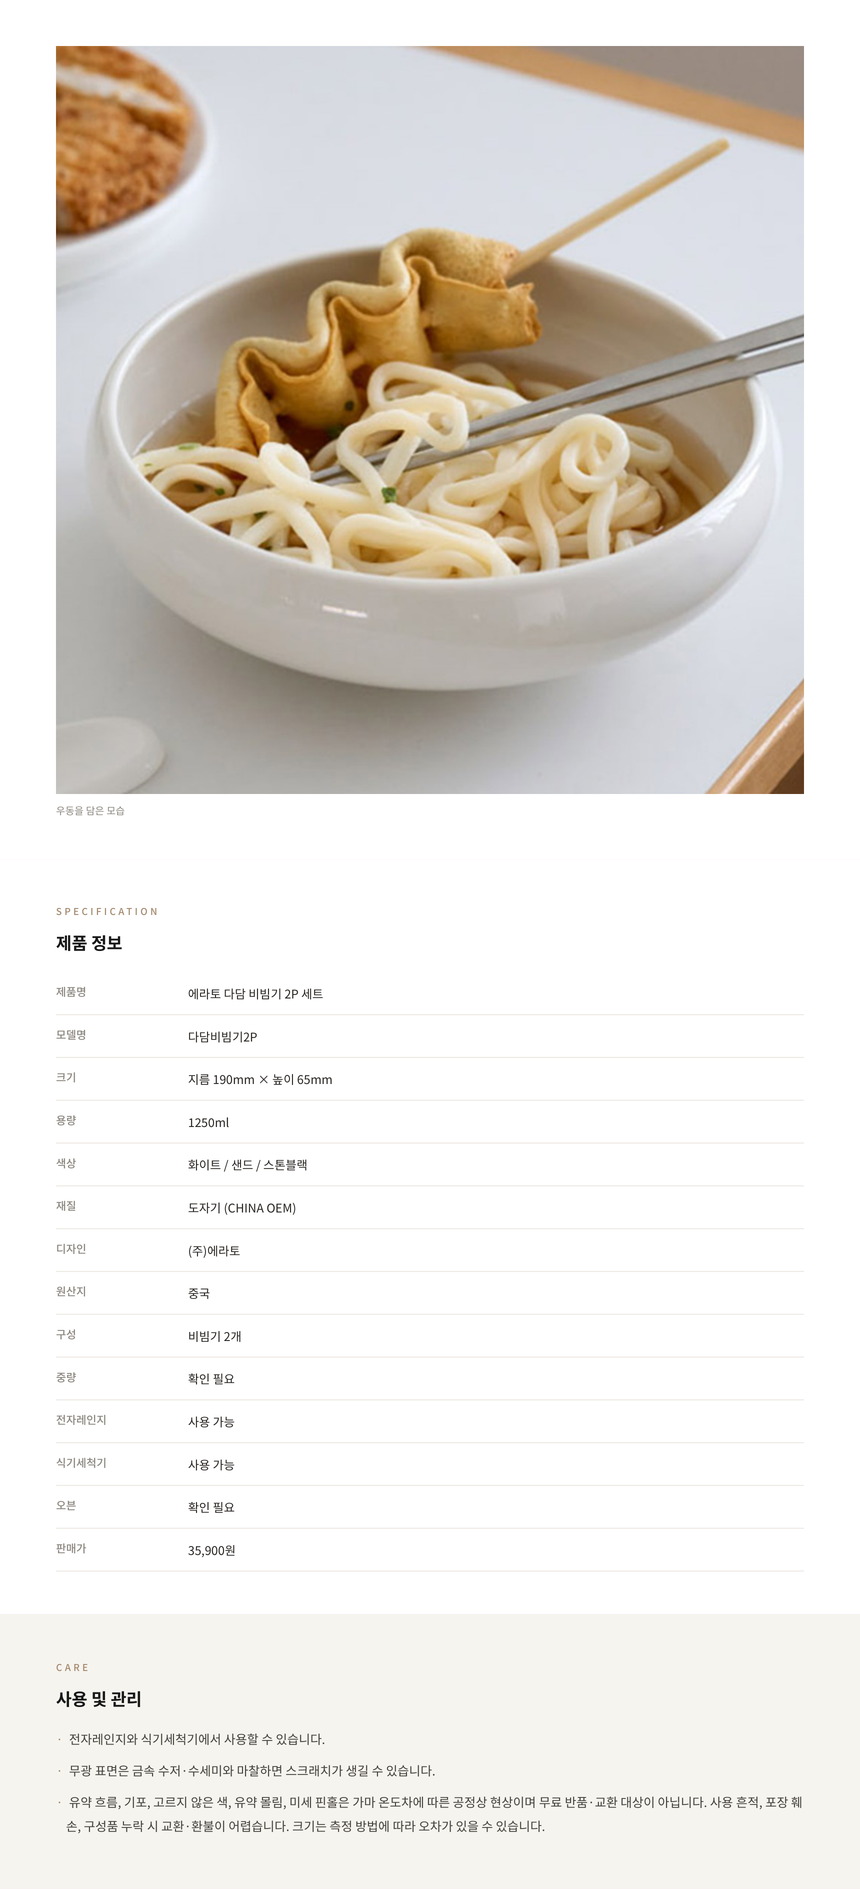 우동을 담은 모습
SPECIFICATION
제품 정보
제품명 에라토 다담 비빔기 2P 세트
모델명 다담비빔기2P
크기 지름 190mm × 높이 65mm
용량 1250ml
색상 화이트 / 샌드 / 스톤블랙
재질 도자기 (CHINA OEM)
디자인 (주)에라토
원산지 중국
구성 비빔기 2개
중량 확인 필요
전자레인지 사용 가능
식기세척기 사용 가능
오븐 확인 필요
판매가 35,900원
CARE
사용 및 관리
· 전자레인지와 식기세척기에서 사용할 수 있습니다.
· 무광 표면은 금속 수저·수세미와 마찰하면 스크래치가 생길 수 있습니다.
· 유약 흐름, 기포, 고르지 않은 색, 유약 몰림, 미세 핀홀은 가마 온도차에 따른 공정상 현상이며 무료 반품·교환 대상이 아닙니다. 사용 흔적, 포장 훼
손, 구성품 누락 시 교환·환불이 어렵습니다. 크기는 측정 방법에 따라 오차가 있을 수 있습니다.